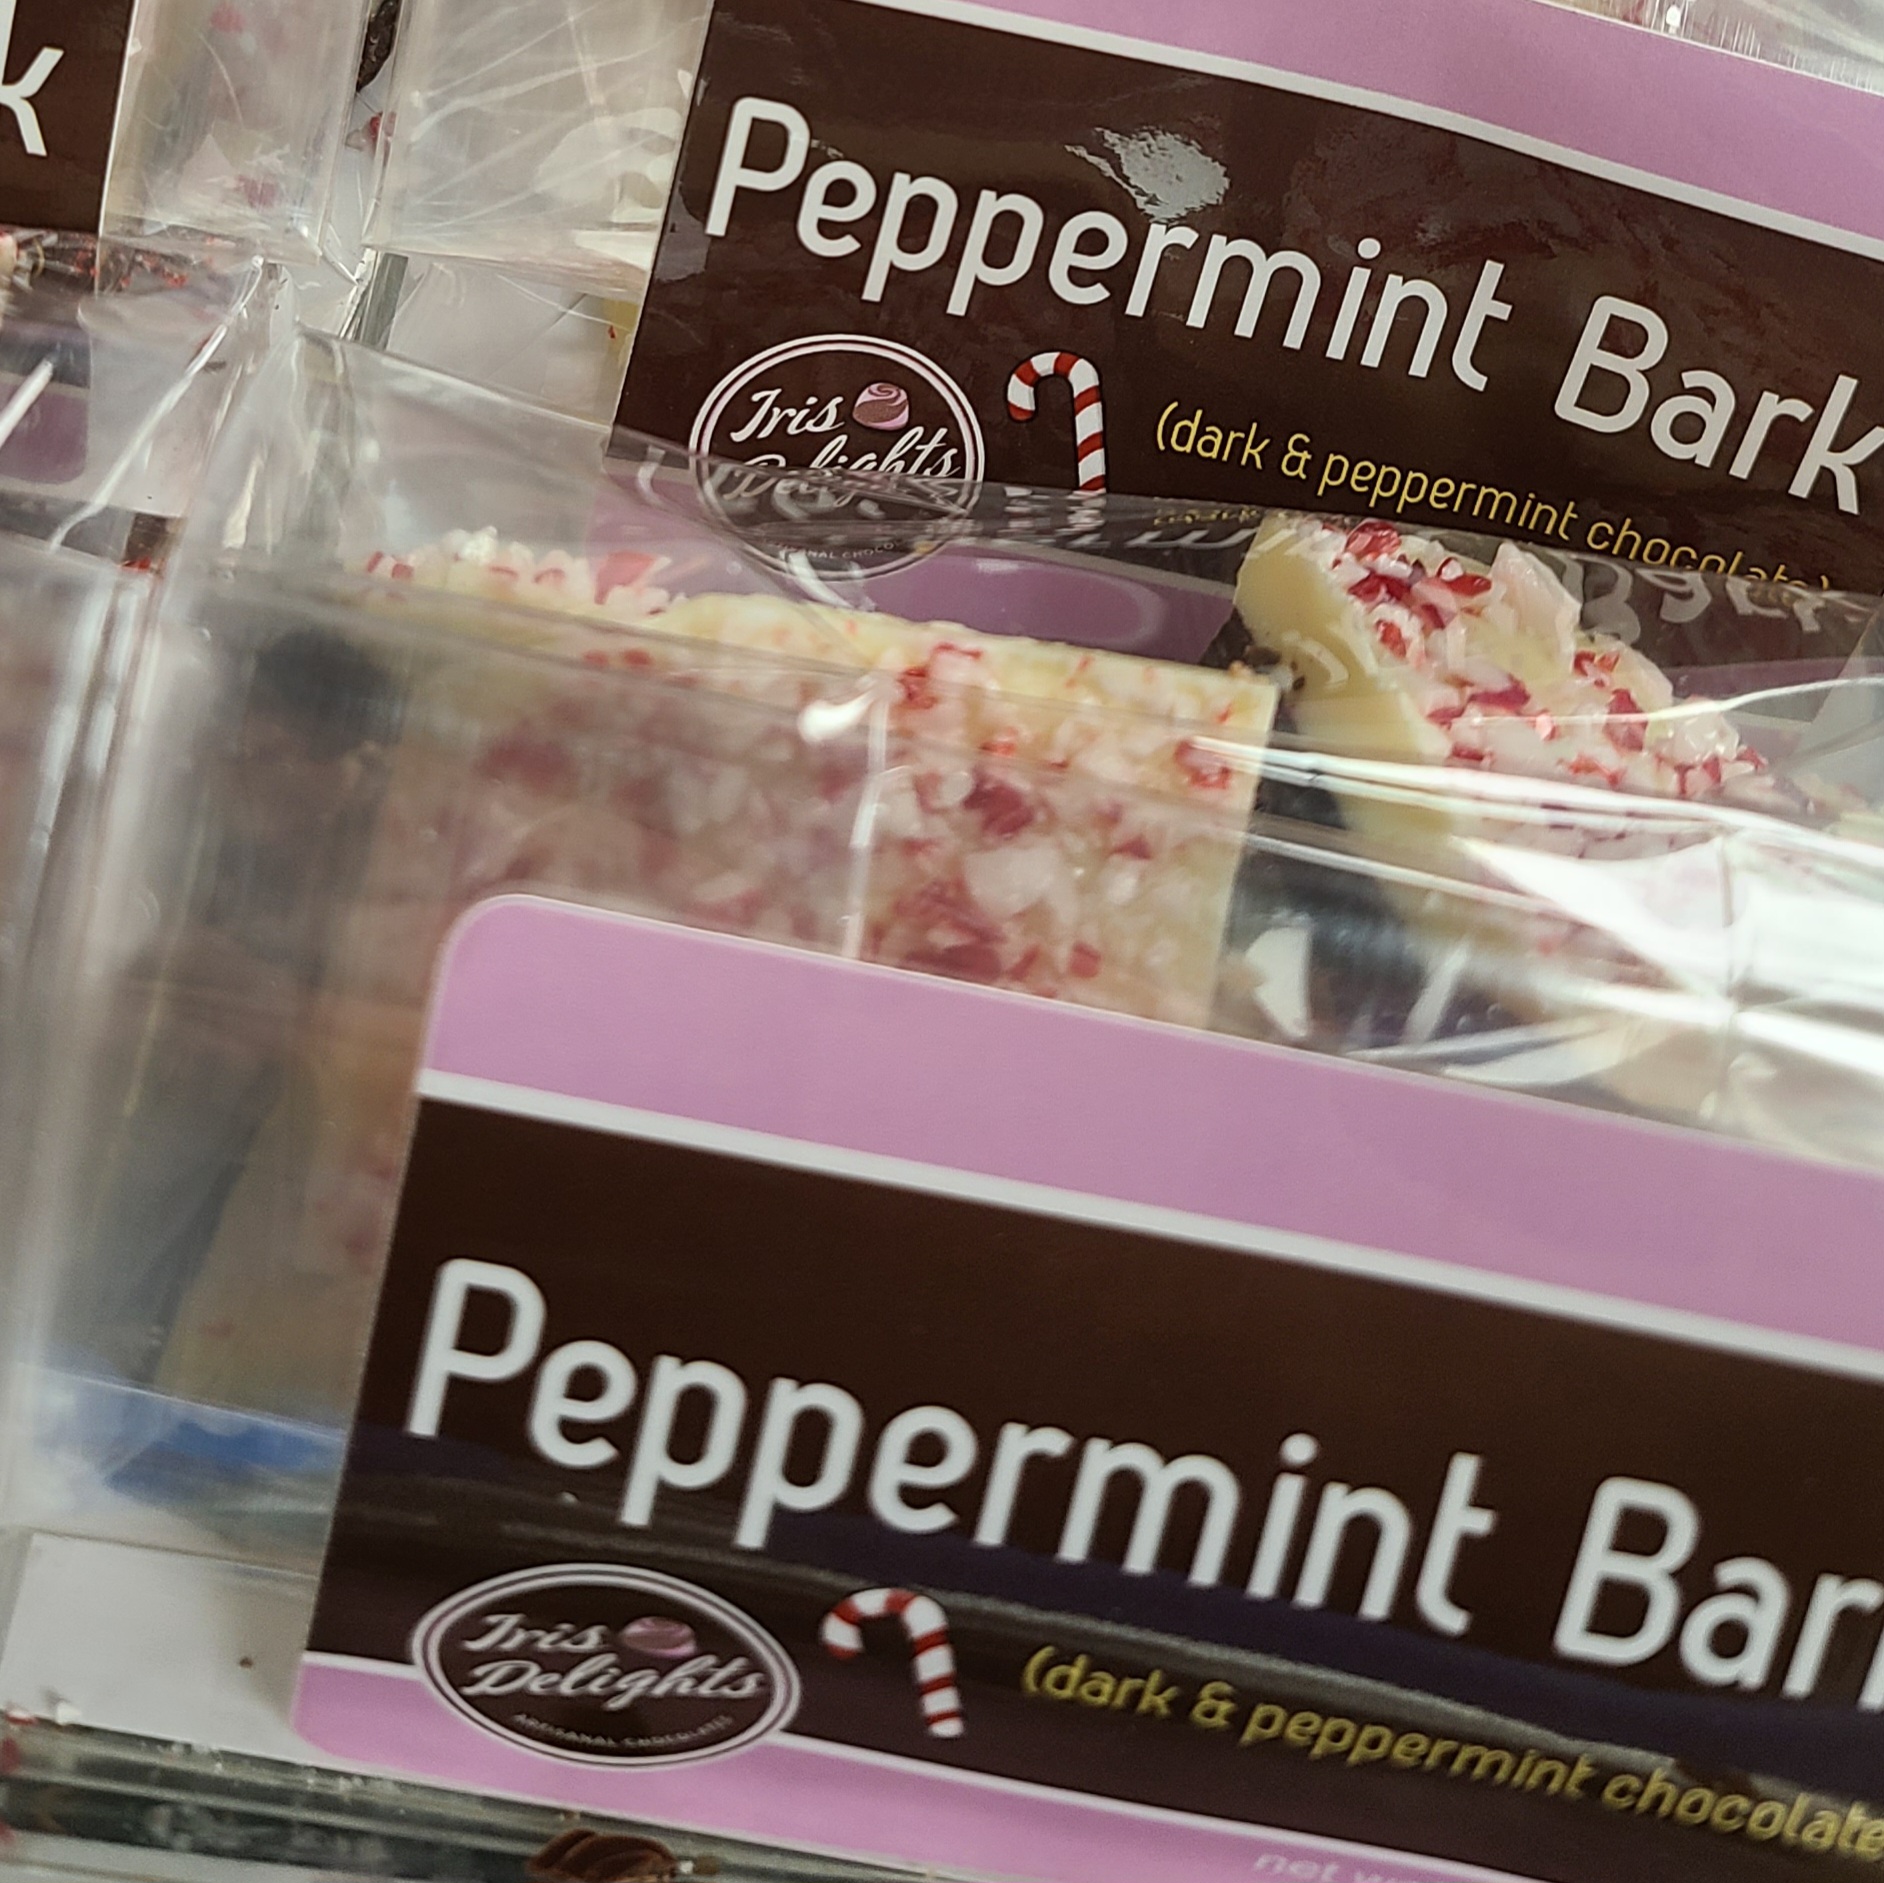 k
Peppermint Bark
Iris
Delights
(dark & peppermint chocolate)
Peppermint Bar
Iris
Delights
ARTISANAL CHOCOLATES
(dark & peppermint chocolate
net